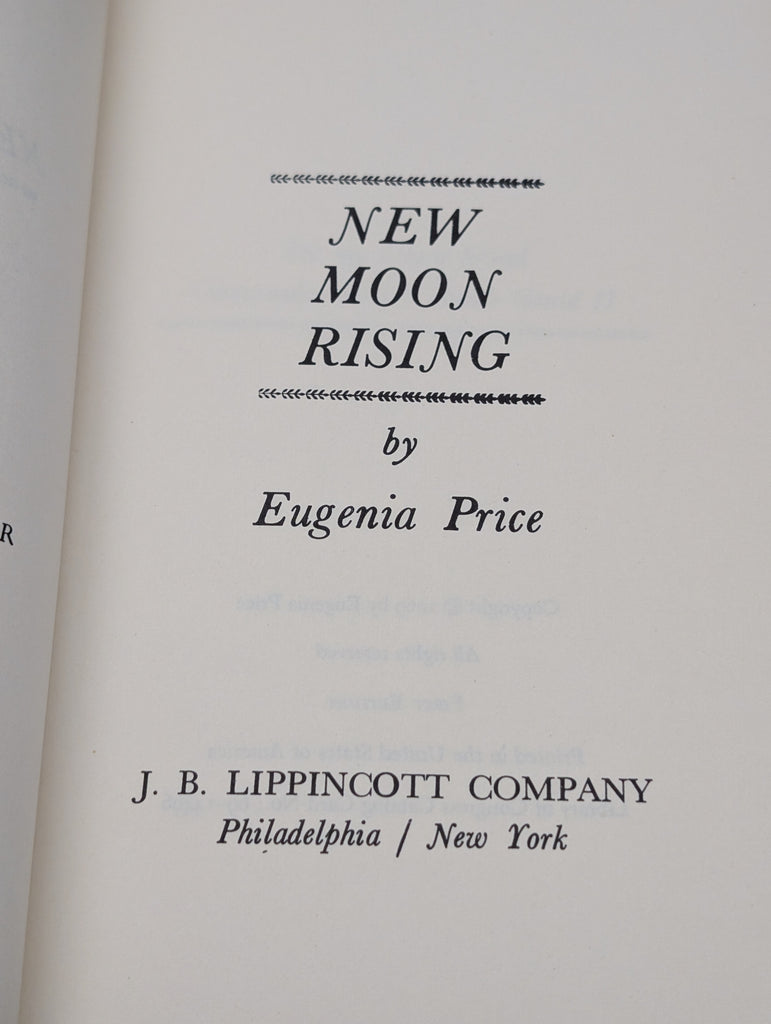 NEW
MOON
RISING
by
Eugenia Price
R
J. B. LIPPINCOTT COMPANY
Philadelphia / New York